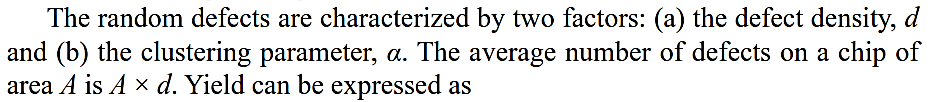 The random defects are characterized by two factors: (a) the defect density, d
and (b) the clustering parameter, α. The average number of defects on a chip of
area A is A × d. Yield can be expressed as